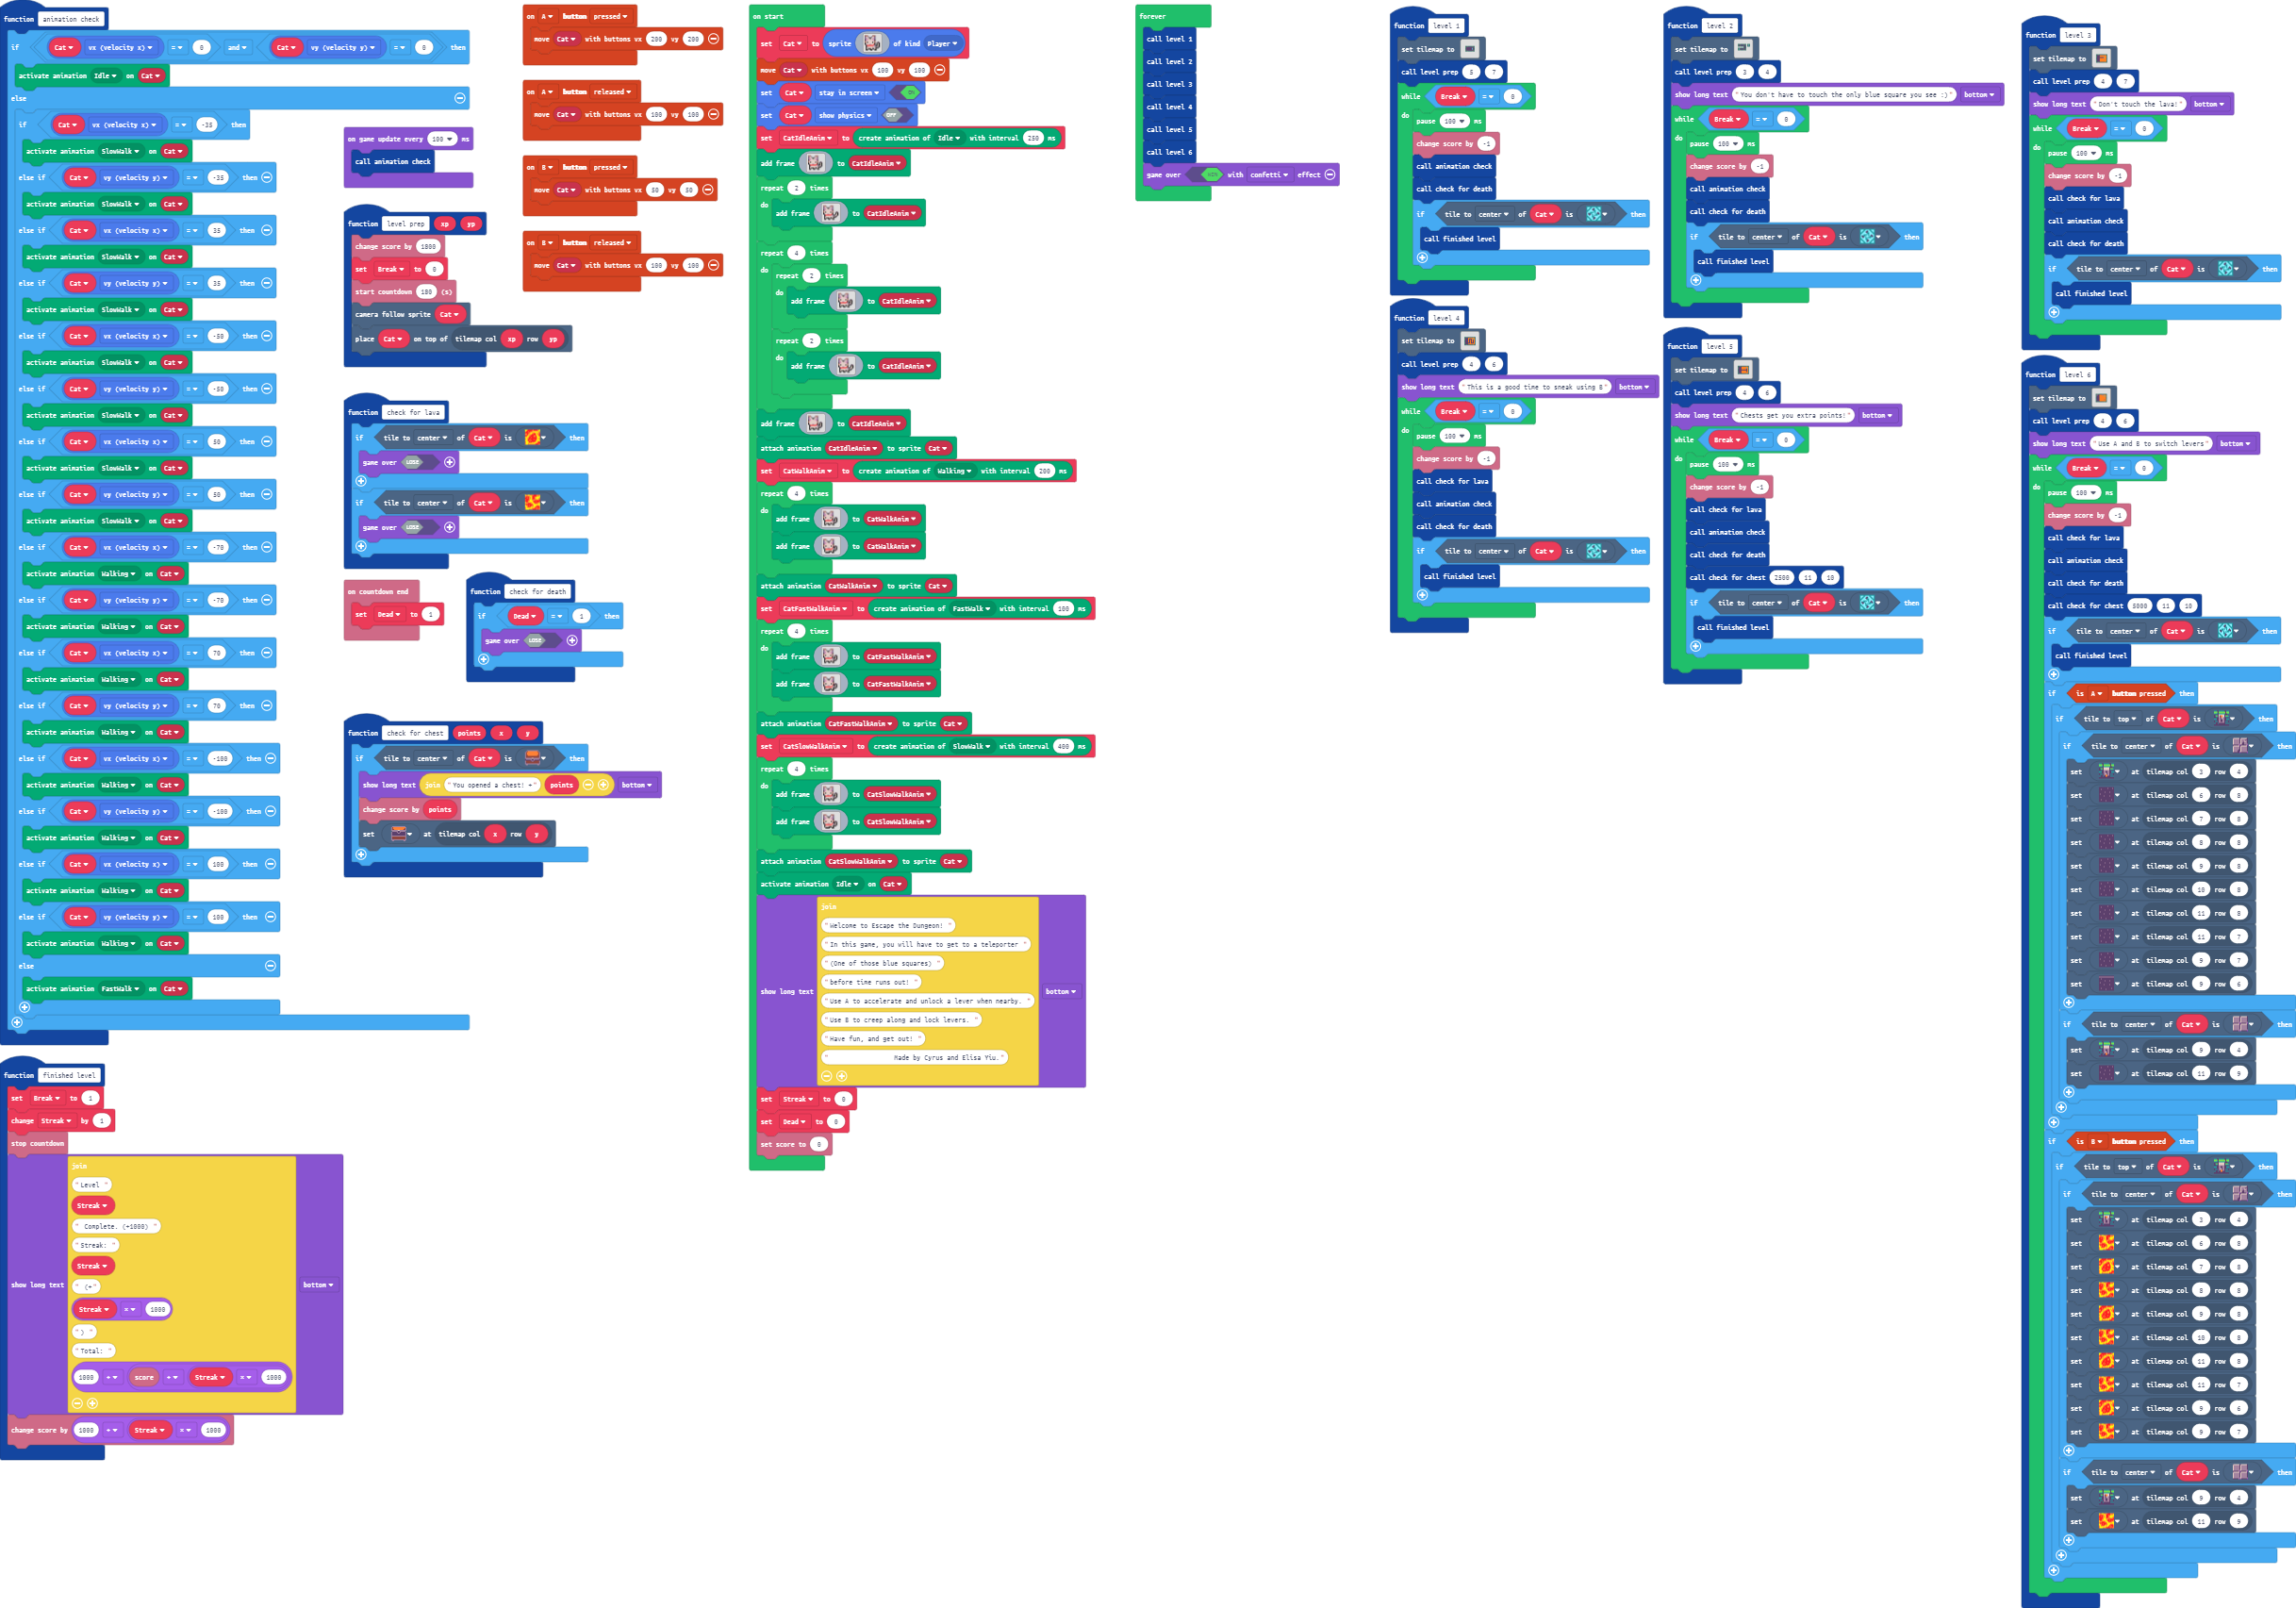 function animation check
if Cat vx (velocity x) = 0 and Cat vy (velocity y) = 0 then
activate animation Idle on Cat
else
if Cat vx (velocity x) = -35 then
activate animation SlowWalk on Cat
else if Cat vy (velocity y) = -35 then
activate animation SlowWalk on Cat
else if Cat vx (velocity x) = 35 then
activate animation SlowWalk on Cat
else if Cat vy (velocity y) = 35 then
activate animation SlowWalk on Cat
else if Cat vx (velocity x) = -50 then
activate animation SlowWalk on Cat
else if Cat vy (velocity y) = -50 then
activate animation SlowWalk on Cat
else if Cat vx (velocity x) = 50 then
activate animation SlowWalk on Cat
else if Cat vy (velocity y) = 50 then
activate animation SlowWalk on Cat
else if Cat vx (velocity x) = -70 then
activate animation Walking on Cat
else if Cat vy (velocity y) = -70 then
activate animation Walking on Cat
else if Cat vx (velocity x) = 70 then
activate animation Walking on Cat
else if Cat vy (velocity y) = 70 then
activate animation Walking on Cat
else if Cat vx (velocity x) = -100 then
activate animation Walking on Cat
else if Cat vy (velocity y) = -100 then
activate animation Walking on Cat
else if Cat vx (velocity x) = 100 then
activate animation Walking on Cat
else if Cat vy (velocity y) = 100 then
activate animation Walking on Cat
else
activate animation FastWalk on Cat
function finished level
set Break to 1
change Streak by 1
stop countdown
show long text
join
"Level "
Streak
" Complete. (+1000) "
"Streak: "
Streak
" (+"
Streak × 1000
") "
"Total: "
1000 + score + Streak × 1000
bottom
change score by 1000 + Streak × 1000
on game update every 100 ms
call animation check
function level prep xp yp
change score by 1800
set Break to 0
start countdown 180 (s)
camera follow sprite Cat
place Cat on top of tilemap col xp row yp
function check for lava
if tile to center of Cat is then
game over LOSE
if tile to center of Cat is then
game over LOSE
on countdown end
set Dead to 1
function check for death
if Dead = 1 then
game over LOSE
function check for chest points x y
if tile to center of Cat is then
show long text join "You opened a chest: +" points bottom
change score by points
set at tilemap col x row y
on A button pressed
move Cat with buttons vx 200 vy 200
on A button released
move Cat with buttons vx 100 vy 100
on B button pressed
move Cat with buttons vx 50 vy 50
on B button released
move Cat with buttons vx 100 vy 100
on start
set Cat to sprite of kind Player
move Cat with buttons vx 100 vy 100
set Cat stay in screen ON
set Cat show physics OFF
set CatIdleAnim to create animation of Idle with interval 200 ms
add frame to CatIdleAnim
repeat 2 times
do
add frame to CatIdleAnim
repeat 4 times
do
repeat 2 times
do
add frame to CatIdleAnim
repeat 2 times
do
add frame to CatIdleAnim
add frame to CatIdleAnim
attach animation CatIdleAnim to sprite Cat
set CatWalkAnim to create animation of Walking with interval 200 ms
repeat 4 times
do
add frame to CatWalkAnim
add frame to CatWalkAnim
attach animation CatWalkAnim to sprite Cat
set CatFastWalkAnim to create animation of FastWalk with interval 100 ms
repeat 4 times
do
add frame to CatFastWalkAnim
add frame to CatFastWalkAnim
attach animation CatFastWalkAnim to sprite Cat
set CatSlowWalkAnim to create animation of SlowWalk with interval 400 ms
repeat 4 times
do
add frame to CatSlowWalkAnim
add frame to CatSlowWalkAnim
attach animation CatSlowWalkAnim to sprite Cat
activate animation Idle on Cat
show long text
join
"Welcome to Escape the Dungeon! "
"In this game, you will have to get to a teleporter "
"(One of those blue squares) "
"before time runs out! "
"Use A to accelerate and unlock a lever when nearby. "
"Use B to creep along and lock levers. "
"Have fun, and get out! "
" Made by Cyrus and Elisa Yiu."
bottom
set Streak to 0
set Dead to 0
set score to 0
forever
call level 1
call level 2
call level 3
call level 4
call level 5
call level 6
game over WIN with confetti effect
function level 1
set tilemap to
call level prep 5 7
while Break = 0
do
pause 100 ms
change score by -1
call animation check
call check for death
if tile to center of Cat is then
call finished level
function level 4
set tilemap to
call level prep 4 6
show long text "This is a good time to sneak using B" bottom
while Break = 0
do
pause 100 ms
change score by -1
call check for lava
call animation check
call check for death
if tile to center of Cat is then
call finished level
function level 2
set tilemap to
call level prep 3 4
show long text "You don't have to touch the only blue square you see :)" bottom
while Break = 0
do
pause 100 ms
change score by -1
call animation check
call check for death
if tile to center of Cat is then
call finished level
function level 5
set tilemap to
call level prep 4 6
show long text "Chests get you extra points!" bottom
while Break = 0
do
pause 100 ms
change score by -1
call check for lava
call animation check
call check for death
call check for chest 2500 11 10
if tile to center of Cat is then
call finished level
function level 3
set tilemap to
call level prep 4 7
show long text "Don't touch the lava!" bottom
while Break = 0
do
pause 100 ms
change score by -1
call check for lava
call animation check
call check for death
if tile to center of Cat is then
call finished level
function level 6
set tilemap to
call level prep 4 6
show long text "Use A and B to switch levers" bottom
while Break = 0
do
pause 100 ms
change score by -1
call check for lava
call animation check
call check for death
call check for chest 5000 11 10
if tile to center of Cat is then
call finished level
if is A button pressed then
if tile to top of Cat is then
if tile to center of Cat is then
set at tilemap col 3 row 4
set at tilemap col 6 row 8
set at tilemap col 7 row 8
set at tilemap col 8 row 8
set at tilemap col 9 row 8
set at tilemap col 10 row 8
set at tilemap col 11 row 8
set at tilemap col 11 row 7
set at tilemap col 9 row 7
set at tilemap col 9 row 6
if tile to center of Cat is then
set at tilemap col 9 row 4
set at tilemap col 11 row 9
if is B button pressed then
if tile to top of Cat is then
if tile to center of Cat is then
set at tilemap col 3 row 4
set at tilemap col 6 row 8
set at tilemap col 7 row 8
set at tilemap col 8 row 8
set at tilemap col 9 row 8
set at tilemap col 10 row 8
set at tilemap col 11 row 8
set at tilemap col 11 row 7
set at tilemap col 9 row 6
set at tilemap col 9 row 7
if tile to center of Cat is then
set at tilemap col 9 row 4
set at tilemap col 11 row 9